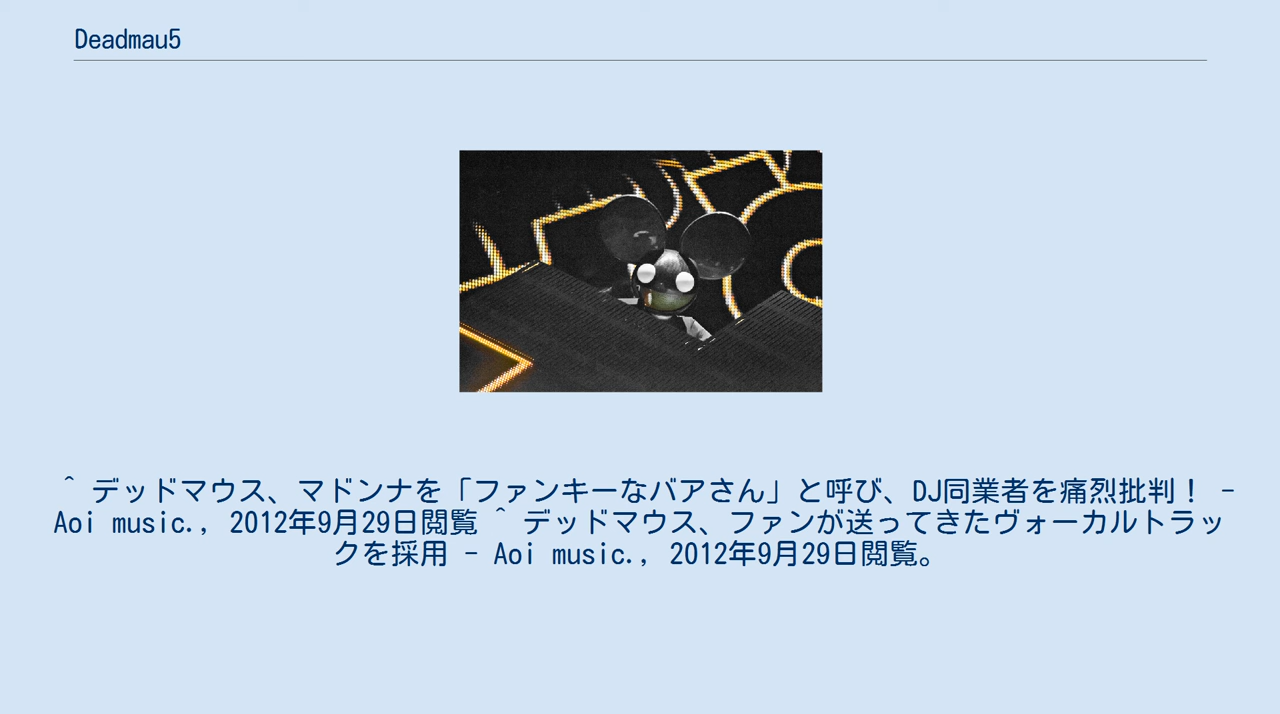 Deadmau5
^ デッドマウス、マドンナを「ファンキーなバアさん」と呼び、DJ同業者を痛烈批判！ -
Aoi music., 2012年9月29日閲覧 ^ デッドマウス、ファンが送ってきたヴォーカルトラッ
クを採用 - Aoi music., 2012年9月29日閲覧。